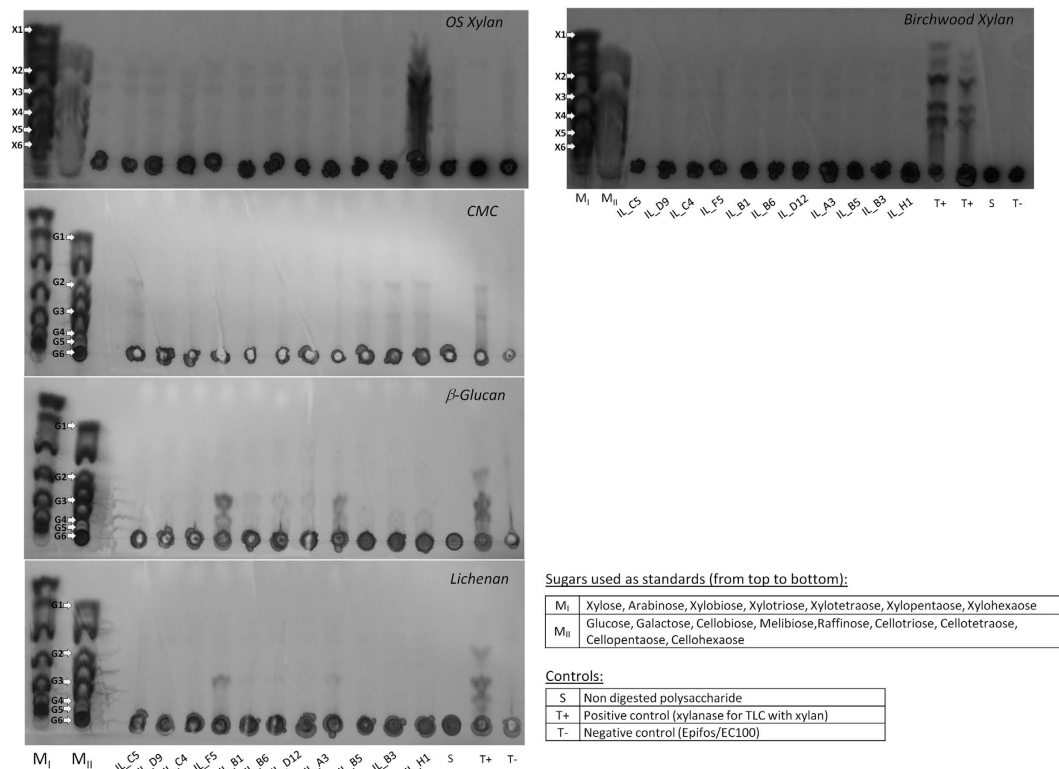 OS Xylan
X1
X2
X3
X4
X5
X6
Birchwood Xylan
X1
X2
X3
X4
X5
X6
MI MII IL_C5 IL_D9 IL_C4 IL_F5 IL_B1 IL_B6 IL_D12 IL_A3 IL_B5 IL_B3 IL_H1 T+ T+ S T-
CMC
G1
G2
G3
G4
G5
G6
β-Glucan
G1
G2
G3
G4
G5
G6
Lichenan
G1
G2
G3
G4
G5
G6
MI MII IL_C5 IL_D9 IL_C4 IL_F5 IL_B1 IL_B6 IL_D12 IL_A3 IL_B5 IL_B3 IL_H1 S T+ T-
Sugars used as standards (from top to bottom):
MI Xylose, Arabinose, Xylobiose, Xylotriose, Xylotetraose, Xylopentaose, Xylohexaose
MII Glucose, Galactose, Cellobiose, Melibiose,Raffinose, Cellotriose, Cellotetraose,
Cellopentaose, Cellohexaose
Controls:
S Non digested polysaccharide
T+ Positive control (xylanase for TLC with xylan)
T- Negative control (Epifos/EC100)